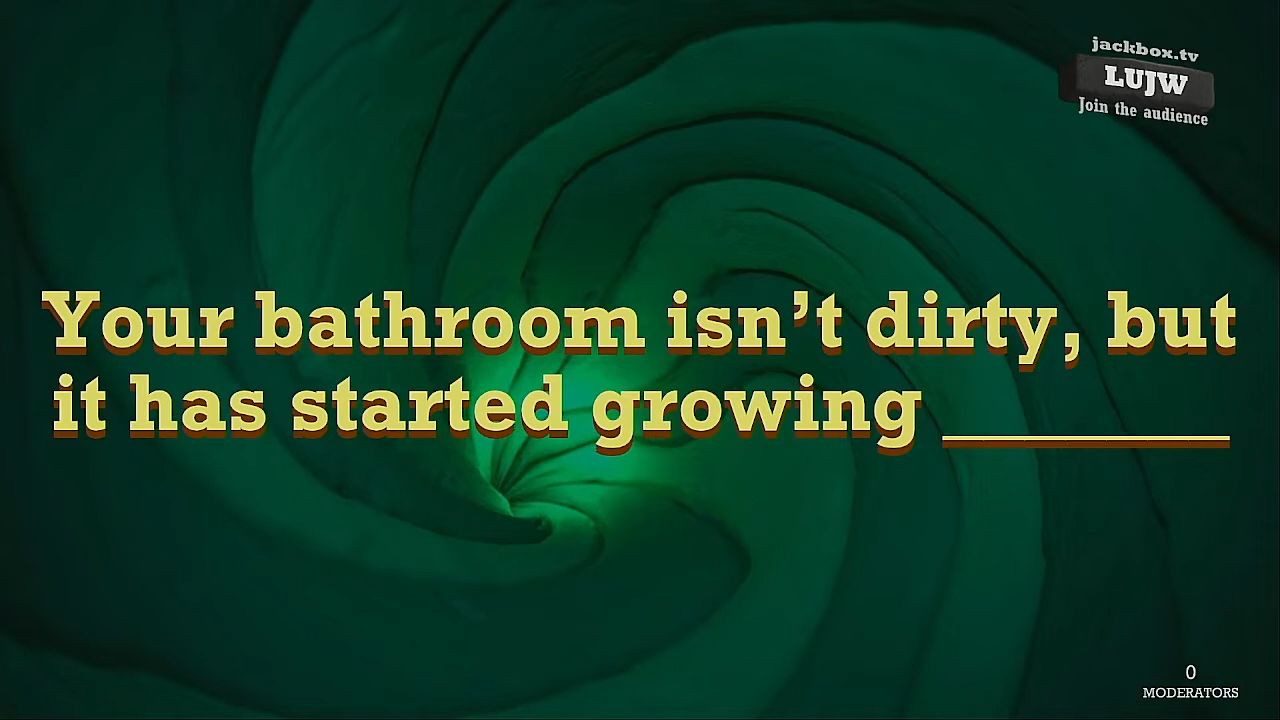 jackbox.tv
LUJW
Join the audience
Your bathroom isn’t dirty, but
it has started growing ________
0
MODERATORS